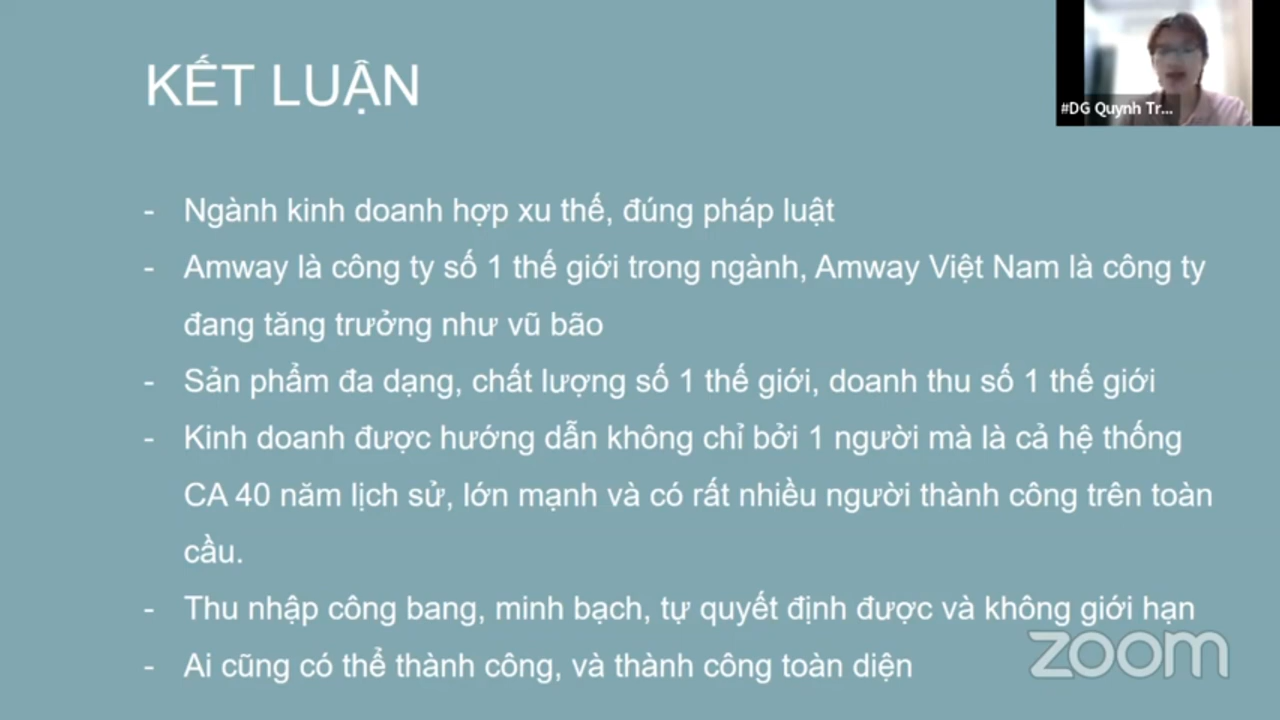 KẾT LUẬN
#DG Quynh Tr...
- Ngành kinh doanh hợp xu thế, đúng pháp luật
- Amway là công ty số 1 thế giới trong ngành, Amway Việt Nam là công ty
đang tăng trưởng như vũ bão
- Sản phẩm đa dạng, chất lượng số 1 thế giới, doanh thu số 1 thế giới
- Kinh doanh được hướng dẫn không chỉ bởi 1 người mà là cả hệ thống
CA 40 năm lịch sử, lớn mạnh và có rất nhiều người thành công trên toàn
cầu.
- Thu nhập công bang, minh bạch, tự quyết định được và không giới hạn
- Ai cũng có thể thành công, và thành công toàn diện
zoom